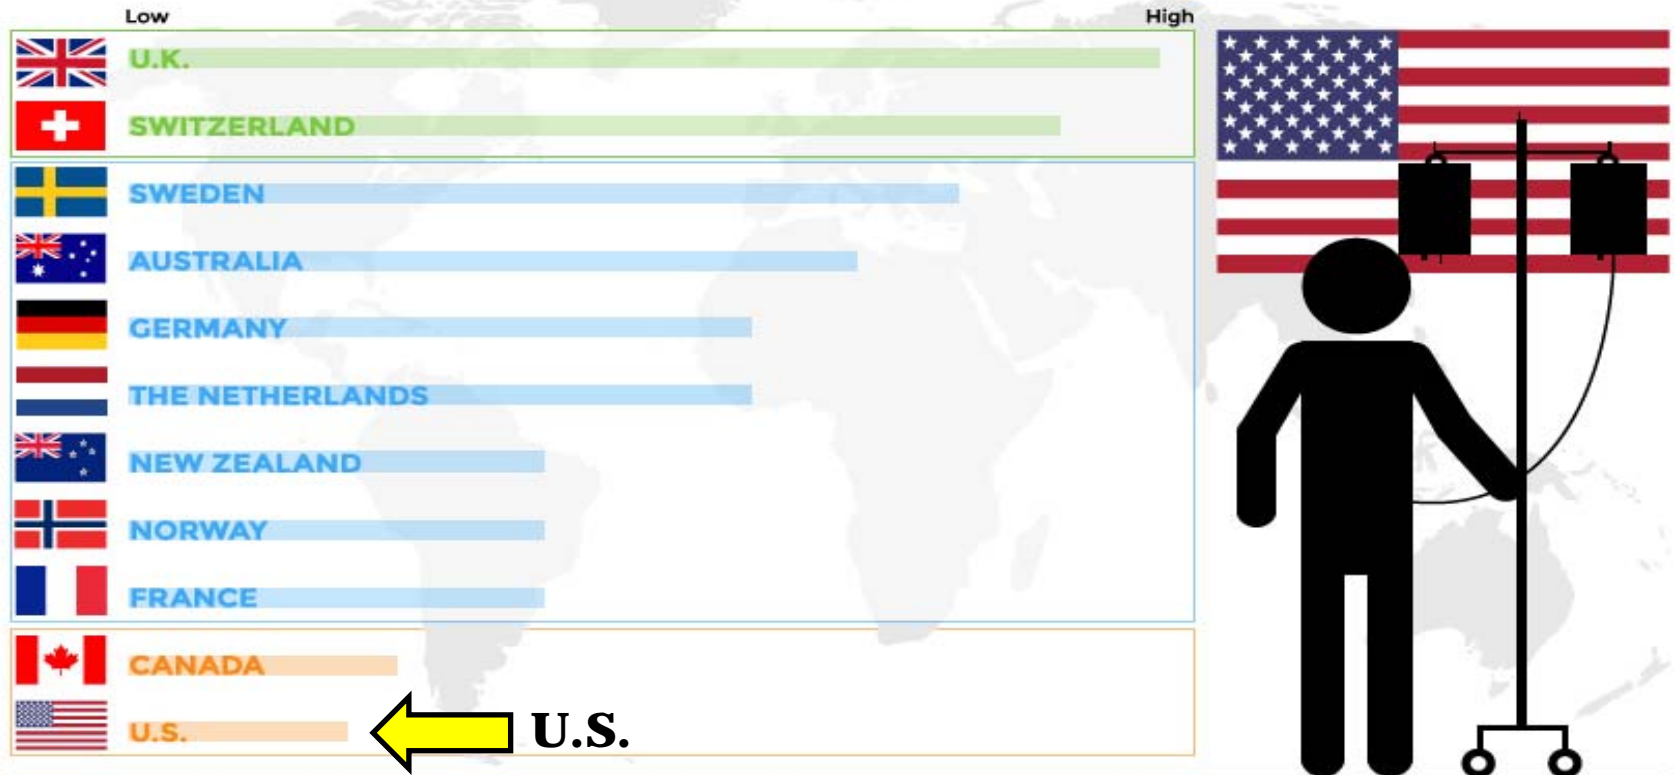 Low High
U.K.
SWITZERLAND
SWEDEN
AUSTRALIA
GERMANY
THE NETHERLANDS
NEW ZEALAND
NORWAY
FRANCE
CANADA
U.S. U.S.